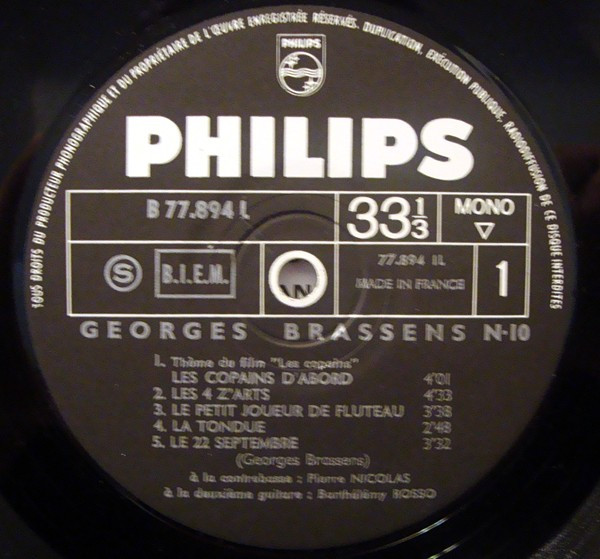 TOUS DROITS DU PRODUCTEUR PHONOGRAPHIQUE ET DU PROPRIÉTAIRE DE L'ŒUVRE ENREGISTRÉE RÉSERVÉS. DUPLICATION, EXÉCUTION PUBLIQUE, RADIODIFFUSION DE CE DISQUE INTERDITES
PHILIPS
PHILIPS
B 77.894 L
33 1/3
MONO
S
B.I.E.M.
77.894 1L
MADE IN FRANCE
1
GEORGES BRASSENS N·10
1. Thème du film "Les copains"
LES COPAINS D'ABORD 4'01
2. LES 4 Z'ARTS 4'33
3. LE PETIT JOUEUR DE FLUTEAU 3'38
4. LA TONDUE 2'48
5. LE 22 SEPTEMBRE 3'32
(Georges Brassens)
à la contrebasse : Pierre NICOLAS
à la deuxième guitare : Barthélémy ROSSO